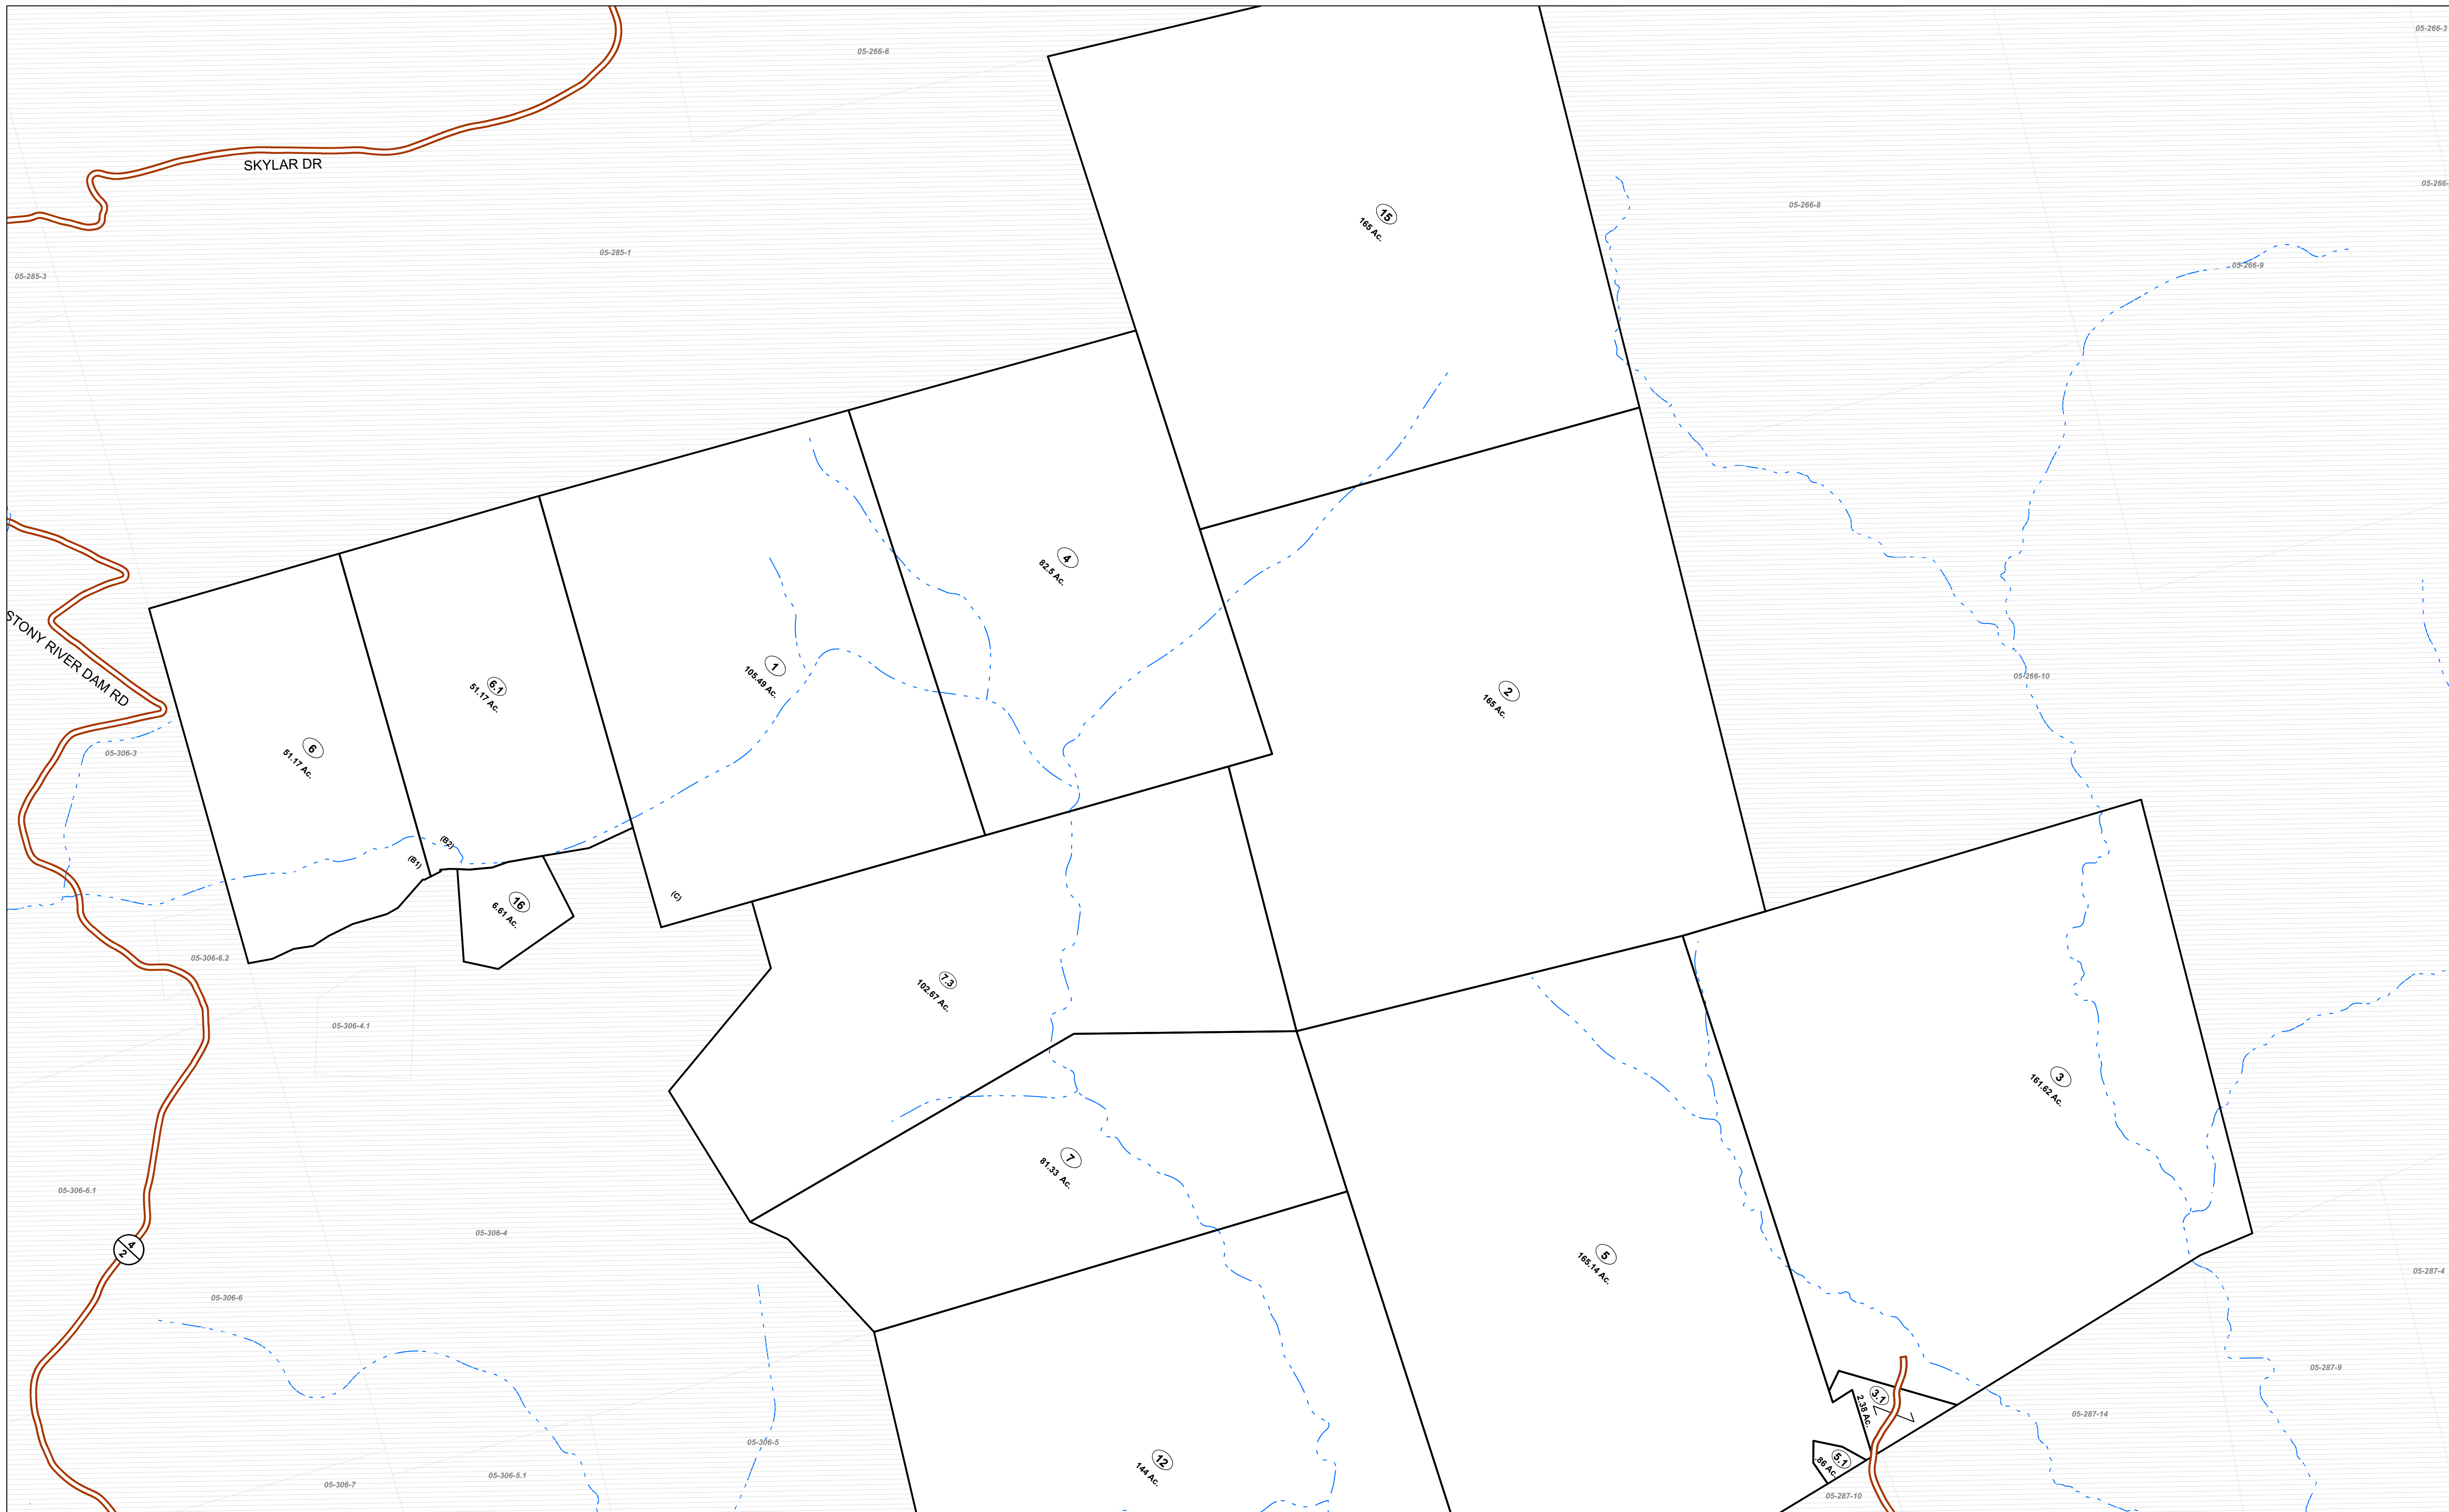 05-266-3
05-266-6
SKYLAR DR
05-266-
05-266-8
15
165 Ac.
05-285-1
05-266-9
05-285-3
4
82.5 Ac.
STONY RIVER DAM RD
1
105.49 Ac.
05-266-10
6.1
51.17 Ac.
2
165 Ac.
6
51.17 Ac.
05-306-3
(B2)
(B1)
(C)
16
6.61 Ac.
05-306-6.2
7.3
102.67 Ac.
05-306-4.1
3
161.62 Ac.
7
81.33 Ac.
05-306-6.1
05-306-4
4
2
5
165.14 Ac.
05-287-4
05-306-6
05-287-9
3.1
2.38 Ac.
05-287-14
05-306-5
12
144 Ac.
5.1
.86 Ac.
05-306-5.1
05-306-7
05-287-10